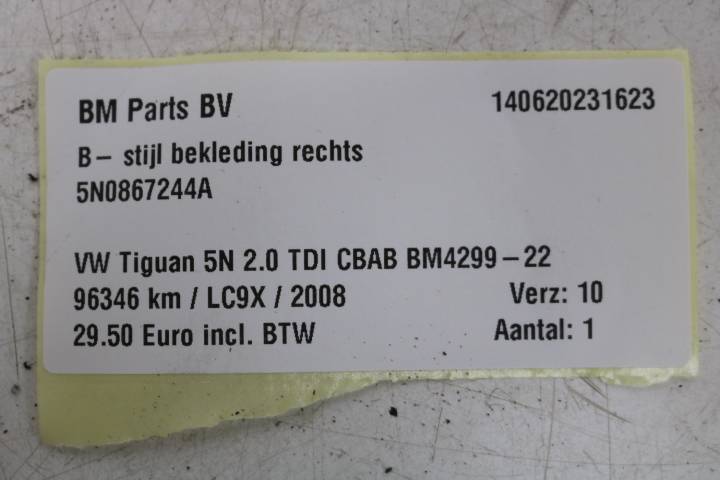 BM Parts BV 140620231623
B- stijl bekleding rechts
5N0867244A
VW Tiguan 5N 2.0 TDI CBAB BM4299-22
96346 km / LC9X / 2008 Verz: 10
29.50 Euro incl. BTW Aantal: 1